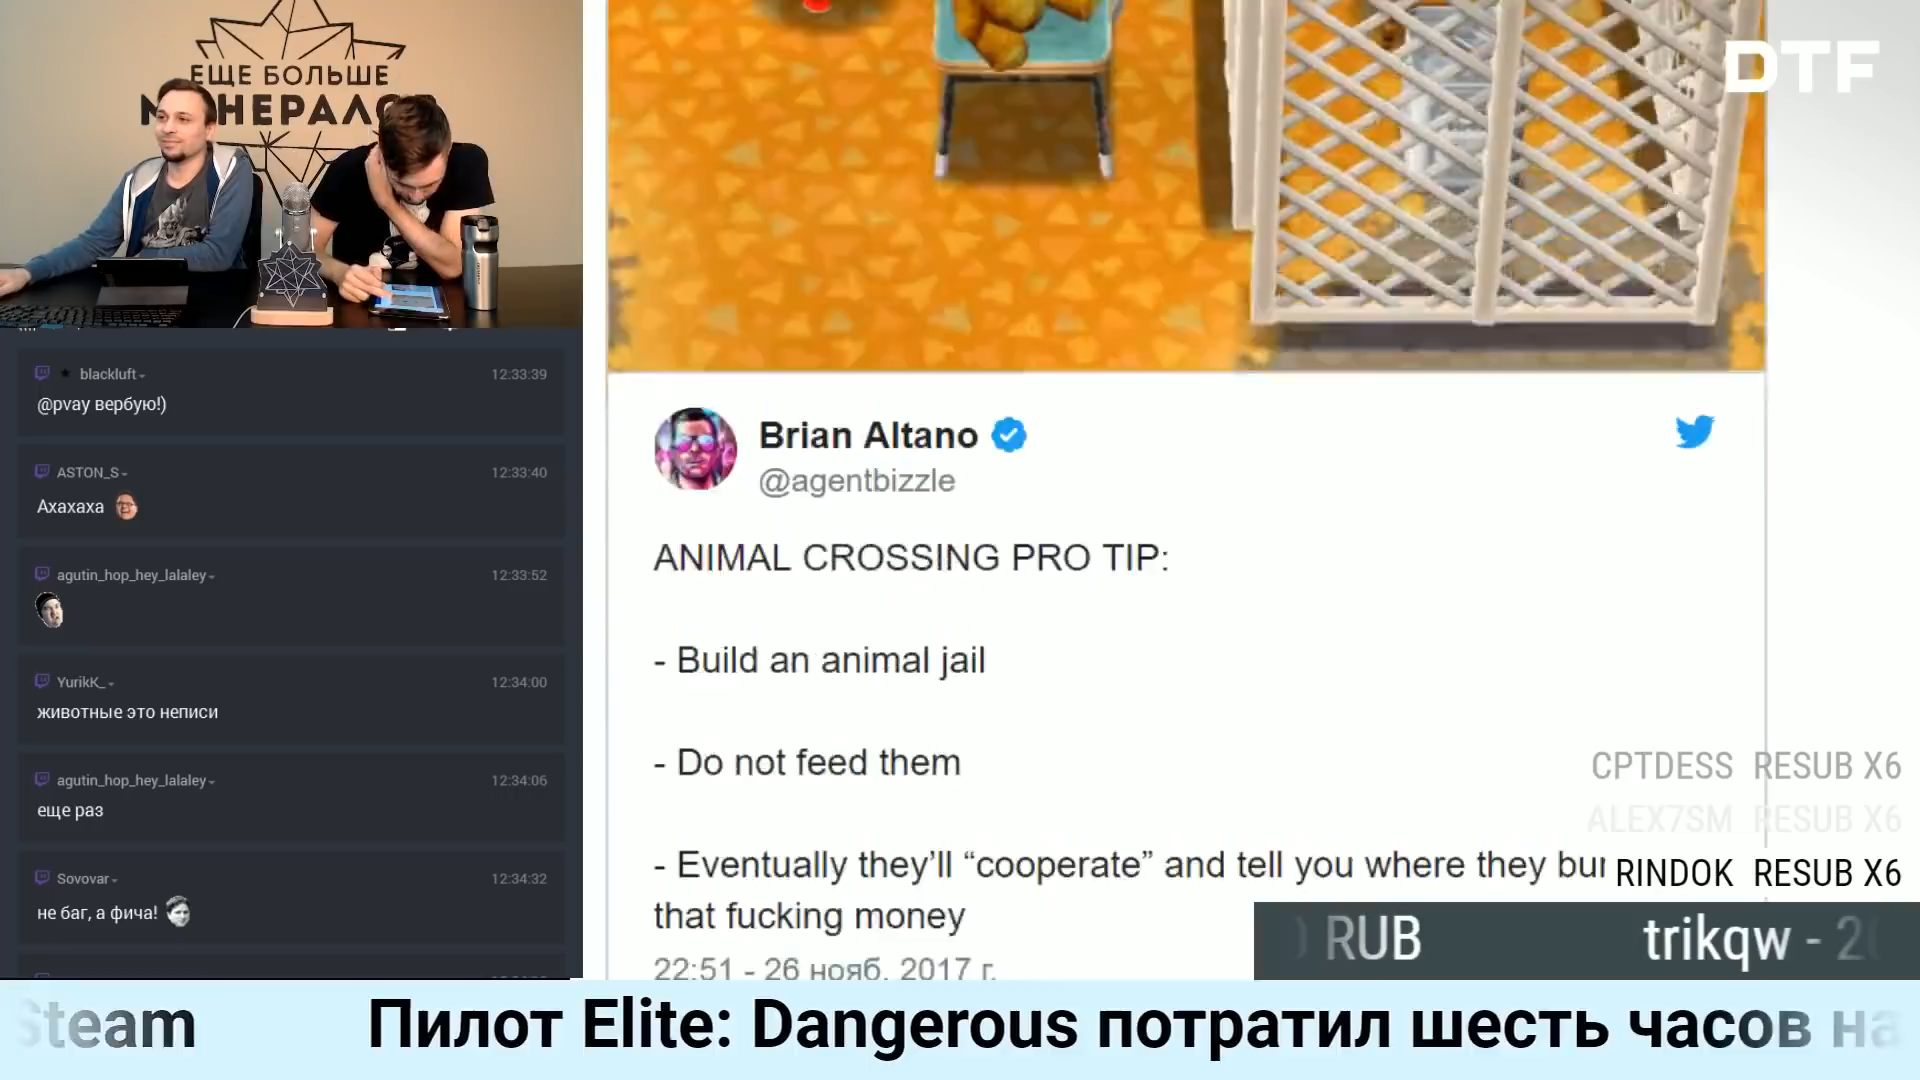 ЕЩЕ БОЛЬШЕ
DTF
blackluft
12:33:39
@pvay вербую!)
ASTON_S
12:33:40
Ахахаха
agutin_hop_hey_lalaley
12:33:52
YurikK_
12:34:00
животные это неписи
agutin_hop_hey_lalaley
12:34:06
еще раз
Sovovar
12:34:32
не баг, а фича!
Brian Altano
@agentbizzle
ANIMAL CROSSING PRO TIP:
- Build an animal jail
- Do not feed them
- Eventually they’ll “cooperate” and tell you where they
that fucking money
22:51 - 26 нояб. 2017 г.
CPTDESS RESUB X6
ALEX7SM RESUB X6
RINDOK RESUB X6
) RUB trikqw -
Steam Пилот Elite: Dangerous потратил шесть часов на